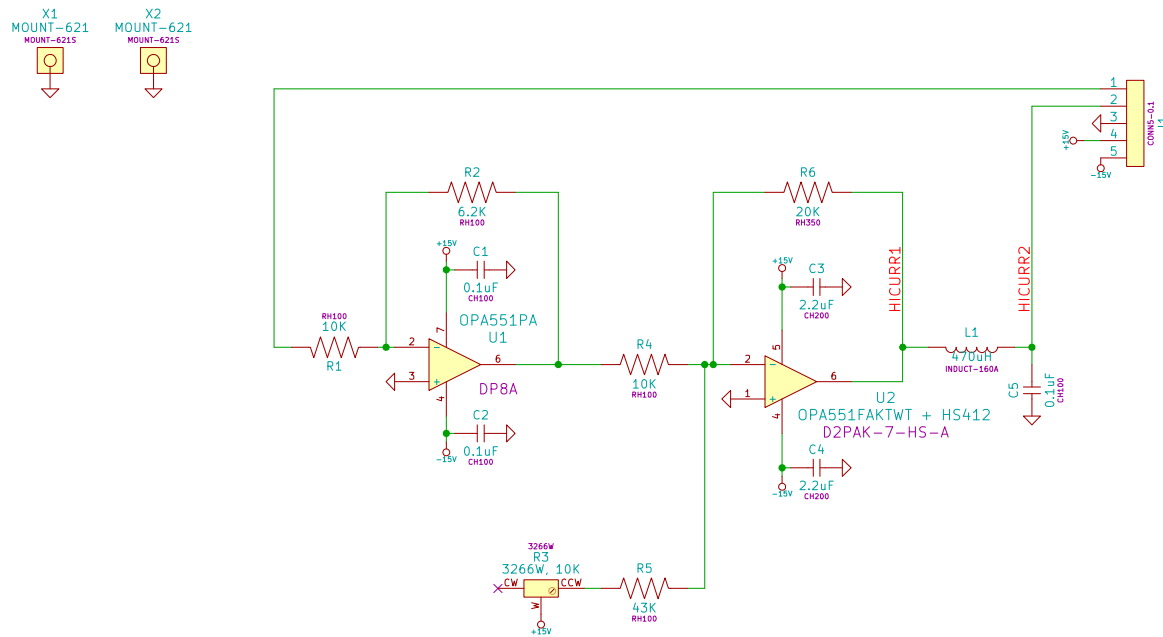 X1
MOUNT-621
MOUNT-621S
X2
MOUNT-621
MOUNT-621S
1
2
3
4
5
+15V
-15V
CONN5-0.1
R2
6.2K
RH100
R6
20K
RH350
+15V
C1
0.1uF
CH100
+15V
C3
2.2uF
CH200
HICURR1
HICURR2
RH100
10K
R1
OPA551PA
U1
7
2
3
6
4
DP8A
R4
10K
RH100
5
2
1
6
4
L1
470uH
INDUCT-160A
U2
OPA551FAKTWT + HS412
D2PAK-7-HS-A
C5
0.1uF
CH100
C2
0.1uF
CH100
-15V
C4
2.2uF
CH200
-15V
3266W
R3
3266W, 10K
CW
CCW
W
+15V
R5
43K
RH100